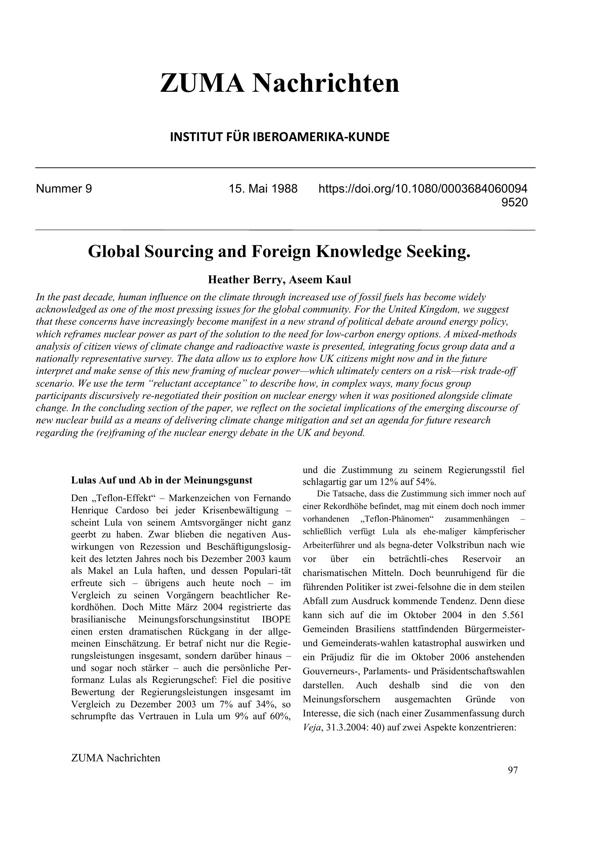 ZUMA Nachrichten
INSTITUT FÜR IBEROAMERIKA-KUNDE
Nummer 9 15. Mai 1988 https://doi.org/10.1080/0003684060094
9520
Global Sourcing and Foreign Knowledge Seeking.
Heather Berry, Aseem Kaul
In the past decade, human influence on the climate through increased use of fossil fuels has become widely
acknowledged as one of the most pressing issues for the global community. For the United Kingdom, we suggest
that these concerns have increasingly become manifest in a new strand of political debate around energy policy,
which reframes nuclear power as part of the solution to the need for low-carbon energy options. A mixed-methods
analysis of citizen views of climate change and radioactive waste is presented, integrating focus group data and a
nationally representative survey. The data allow us to explore how UK citizens might now and in the future
interpret and make sense of this new framing of nuclear power—which ultimately centers on a risk—risk trade-off
scenario. We use the term “reluctant acceptance” to describe how, in complex ways, many focus group
participants discursively re-negotiated their position on nuclear energy when it was positioned alongside climate
change. In the concluding section of the paper, we reflect on the societal implications of the emerging discourse of
new nuclear build as a means of delivering climate change mitigation and set an agenda for future research
regarding the (re)framing of the nuclear energy debate in the UK and beyond.
Lulas Auf und Ab in der Meinungsgunst
Den „Teflon-Effekt“ – Markenzeichen von Fernando
Henrique Cardoso bei jeder Krisenbewältigung –
scheint Lula von seinem Amtsvorgänger nicht ganz
geerbt zu haben. Zwar blieben die negativen Aus-
wirkungen von Rezession und Beschäftigungslosig-
keit des letzten Jahres noch bis Dezember 2003 kaum
als Makel an Lula haften, und dessen Populari-tät
erfreute sich – übrigens auch heute noch – im
Vergleich zu seinen Vorgängern beachtlicher Re-
kordhöhen. Doch Mitte März 2004 registrierte das
brasilianische Meinungsforschungsinstitut IBOPE
einen ersten dramatischen Rückgang in der allge-
meinen Einschätzung. Er betraf nicht nur die Regie-
rungsleistungen insgesamt, sondern darüber hinaus –
und sogar noch stärker – auch die persönliche Per-
formanz Lulas als Regierungschef: Fiel die positive
Bewertung der Regierungsleistungen insgesamt im
Vergleich zu Dezember 2003 um 7% auf 34%, so
schrumpfte das Vertrauen in Lula um 9% auf 60%,
und die Zustimmung zu seinem Regierungsstil fiel
schlagartig gar um 12% auf 54%.
Die Tatsache, dass die Zustimmung sich immer noch auf
einer Rekordhöhe befindet, mag mit einem doch noch immer
vorhandenen „Teflon-Phänomen“ zusammenhängen –
schließlich verfügt Lula als ehe-maliger kämpferischer
Arbeiterführer und als begna-deter Volkstribun nach wie
vor über ein beträchtli-ches Reservoir an
charismatischen Mitteln. Doch beunruhigend für die
führenden Politiker ist zwei-felsohne die in dem steilen
Abfall zum Ausdruck kommende Tendenz. Denn diese
kann sich auf die im Oktober 2004 in den 5.561
Gemeinden Brasiliens stattfindenden Bürgermeister-
und Gemeinderats-wahlen katastrophal auswirken und
ein Präjudiz für die im Oktober 2006 anstehenden
Gouverneurs-, Parlaments- und Präsidentschaftswahlen
darstellen. Auch deshalb sind die von den
Meinungsforschern ausgemachten Gründe von
Interesse, die sich (nach einer Zusammenfassung durch
Veja, 31.3.2004: 40) auf zwei Aspekte konzentrieren:
ZUMA Nachrichten
97